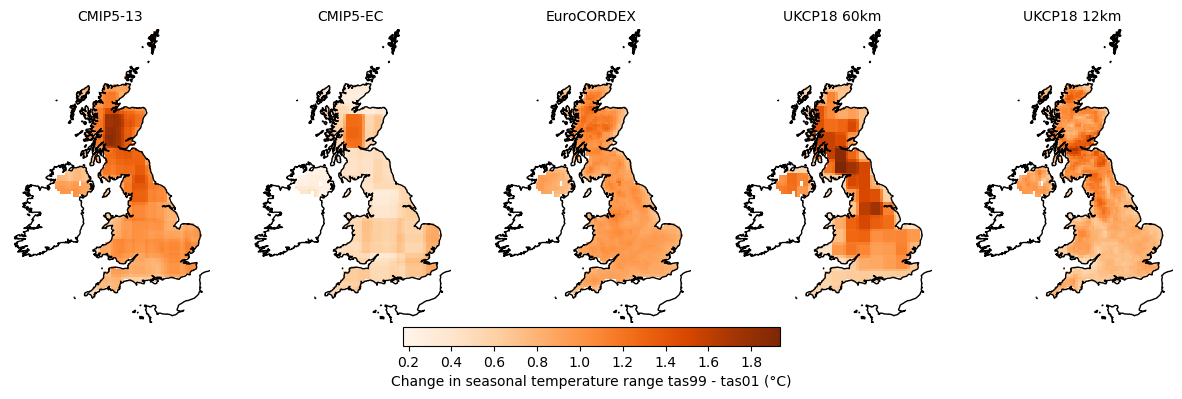 CMIP5-13 CMIP5-EC EuroCORDEX UKCP18 60km UKCP18 12km
0.2 0.4 0.6 0.8 1.0 1.2 1.4 1.6 1.8
Change in seasonal temperature range tas99 - tas01 (°C)